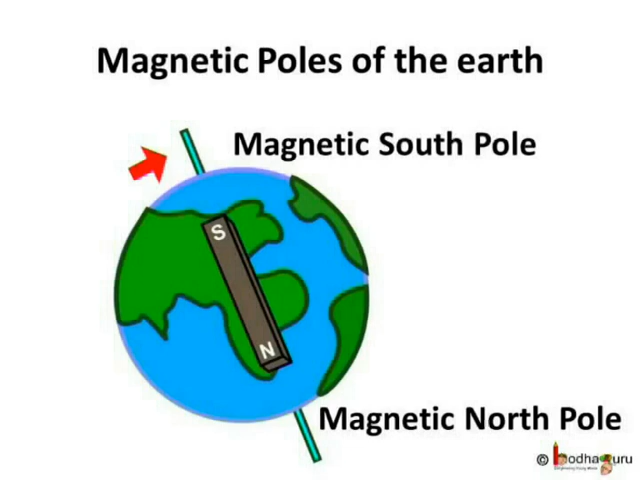 Magnetic Poles of the earth
Magnetic South Pole
S
N
Magnetic North Pole
©